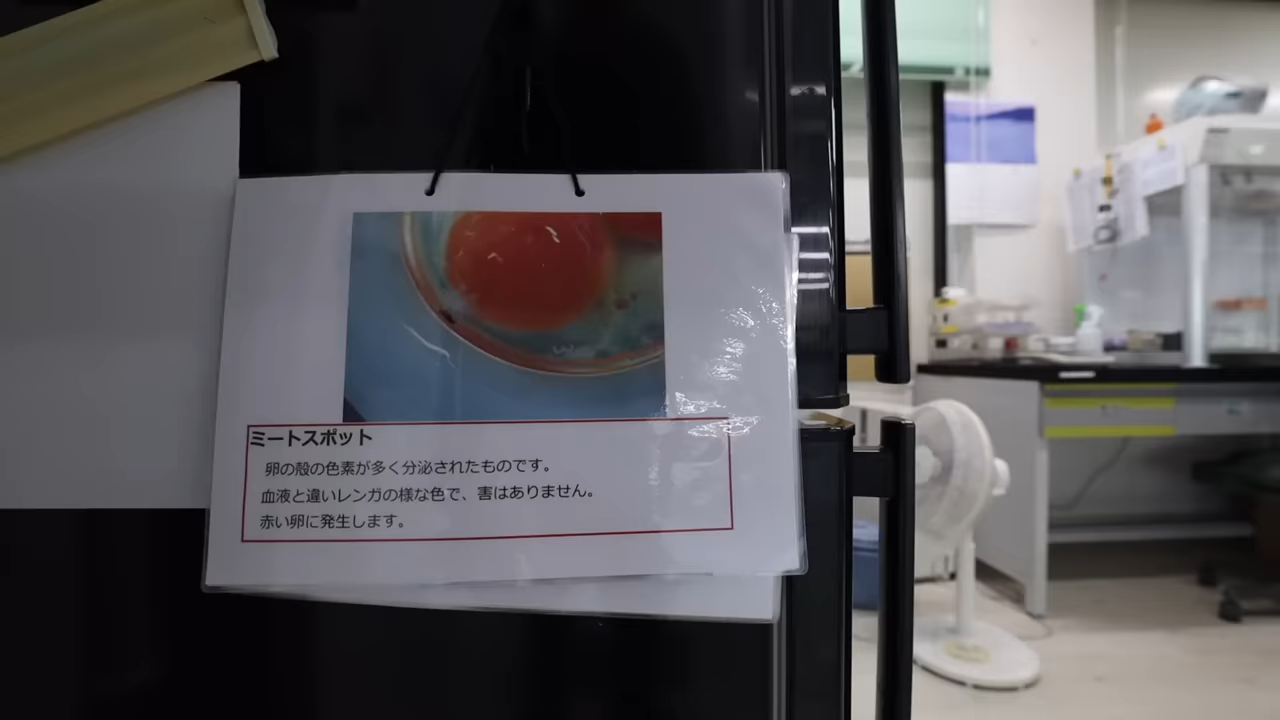 ミートスポット
卵の殻の色素が多く分泌されたものです。
血液と違いレンガの様な色で、害はありません。
赤い卵に発生します。